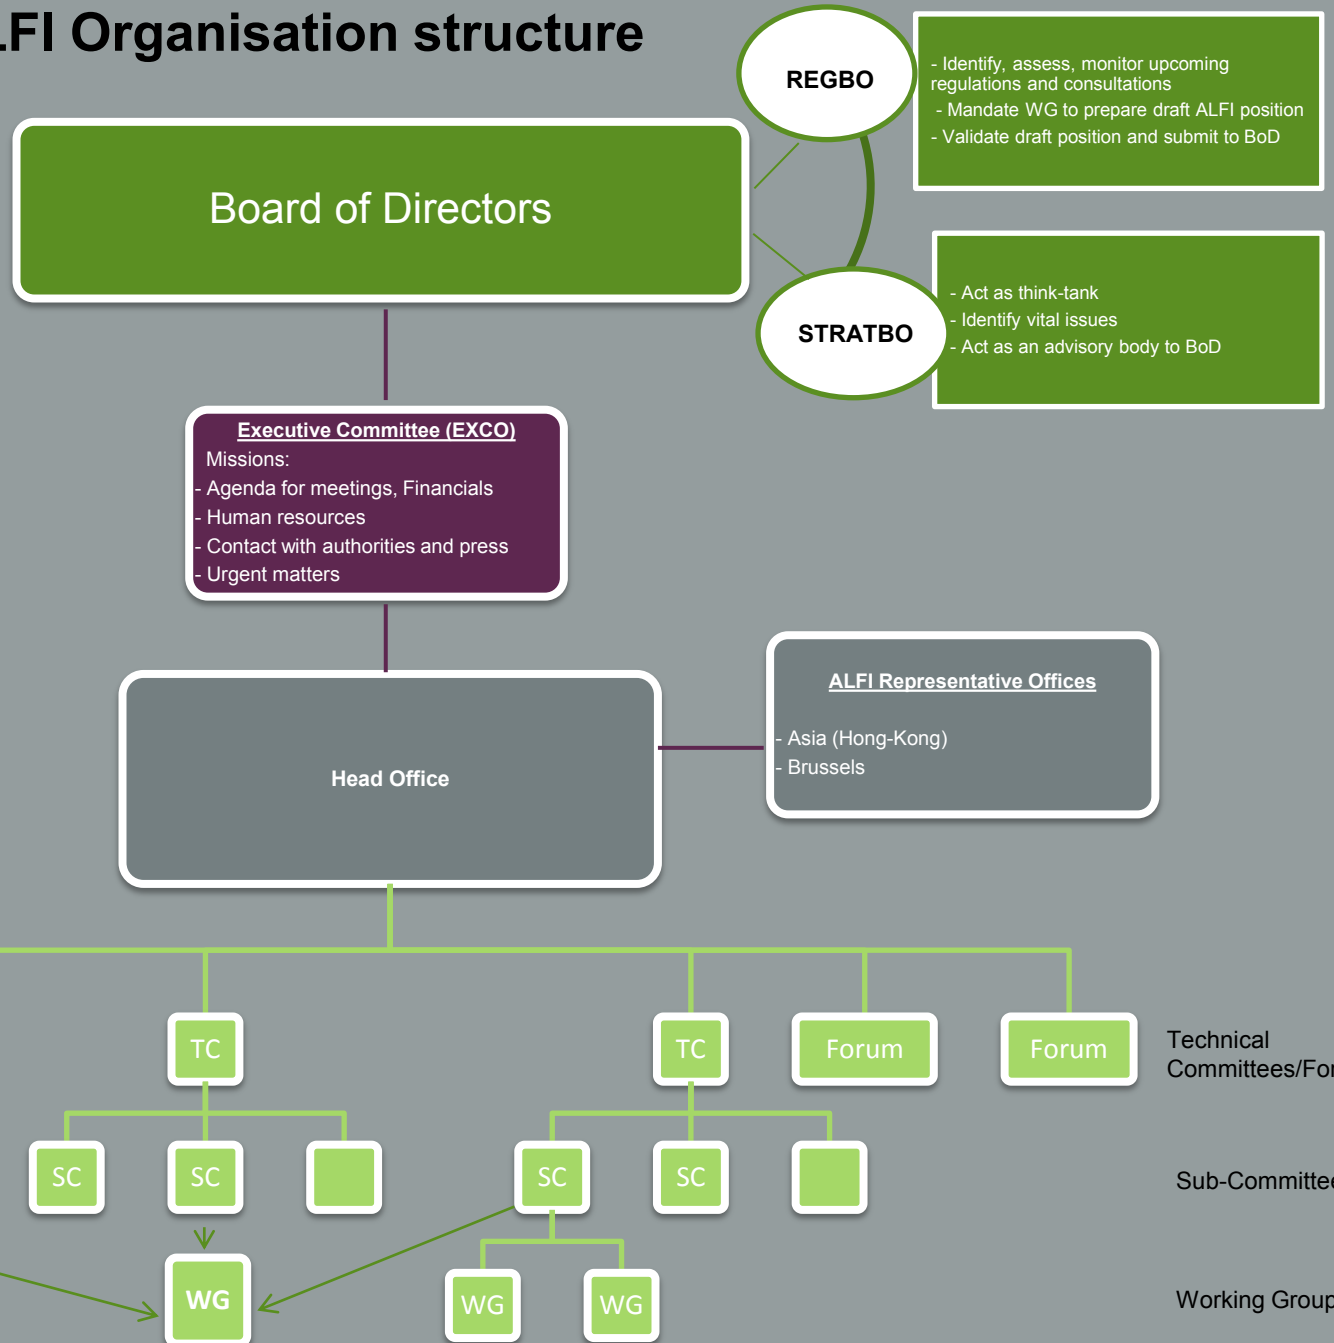 LFI Organisation structure
REGBO
- Identify, assess, monitor upcoming
regulations and consultations
- Mandate WG to prepare draft ALFI position
- Validate draft position and submit to BoD
Board of Directors
STRATBO
- Act as think-tank
- Identify vital issues
- Act as an advisory body to BoD
Executive Committee (EXCO)
Missions:
- Agenda for meetings, Financials
- Human resources
- Contact with authorities and press
- Urgent matters
ALFI Representative Offices
- Asia (Hong-Kong)
- Brussels
Head Office
TC
TC
Forum
Forum
Technical
Committees/For
SC
SC
SC
SC
Sub-Committee
WG
WG
WG
Working Group